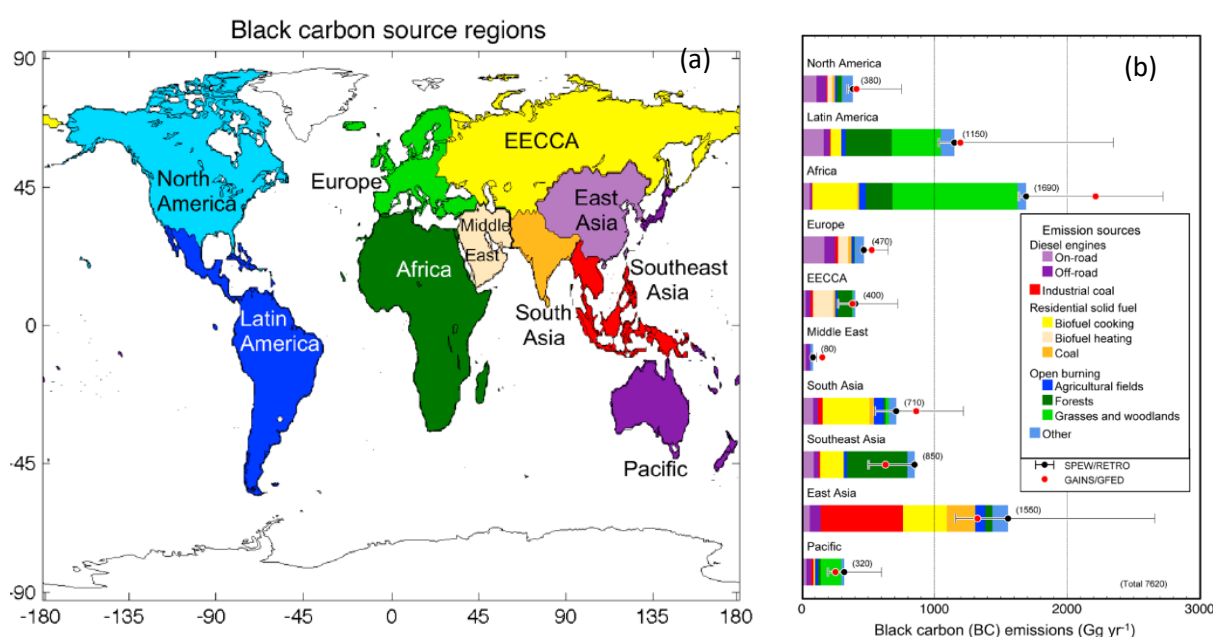 Black carbon source regions
(a)
90
45
0
-45
-90
-180
-135
-90
-45
0
45
90
135
180
North
America
Latin
America
Europe
EECCA
Africa
Middle
East
East
Asia
South
Asia
Southeast
Asia
Pacific
(b)
North America
(380)
Latin America
(1150)
Africa
(1690)
Europe
(470)
EECCA
(400)
Middle East
(80)
South Asia
(710)
Southeast Asia
(850)
East Asia
(1550)
Pacific
(320)
(Total 7620)
Emission sources
Diesel engines
On-road
Off-road
Industrial coal
Residential solid fuel
Biofuel cooking
Biofuel heating
Coal
Open burning
Agricultural fields
Forests
Grasses and woodlands
Other
SPEW/RETRO
GAINS/GFED
0
1000
2000
3000
Black carbon (BC) emissions (Gg yr⁻¹)